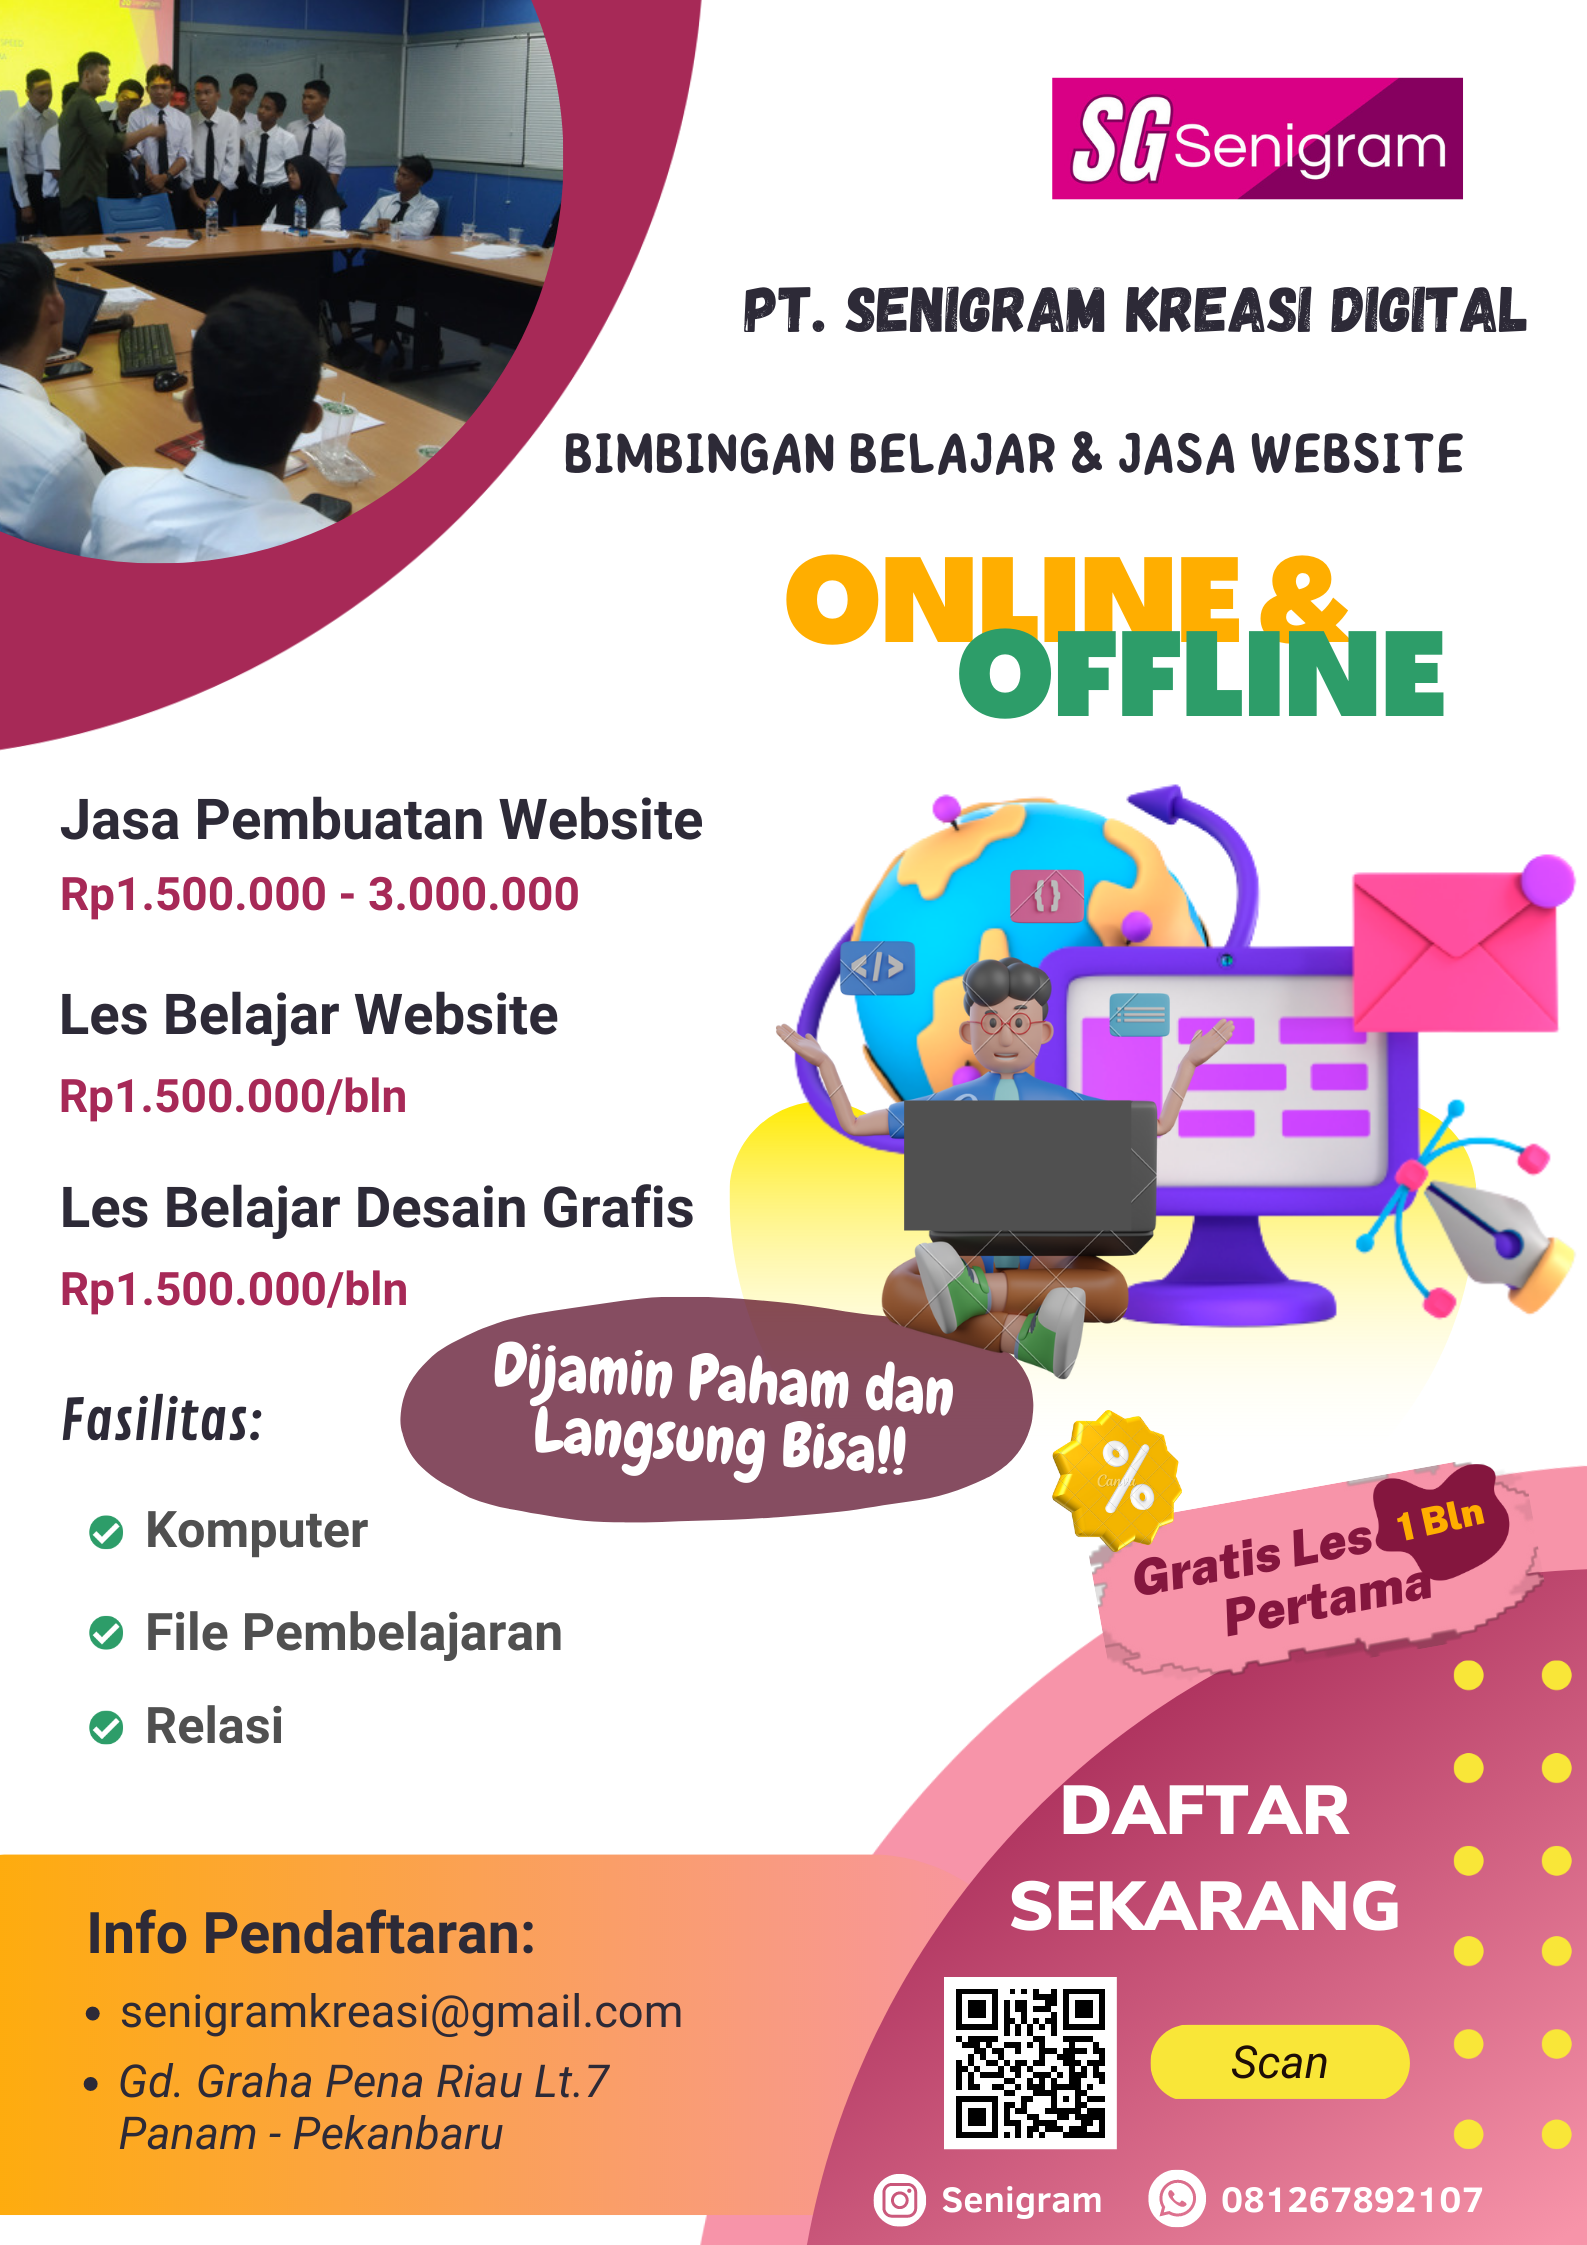 SG Senigram
PT. SENIGRAM KREASI DIGITAL
BIMBINGAN BELAJAR & JASA WEBSITE
ONLINE &
OFFLINE
Jasa Pembuatan Website
Rp1.500.000 - 3.000.000
Les Belajar Website
Rp1.500.000/bln
Les Belajar Desain Grafis
Rp1.500.000/bln
Dijamin Paham dan
Langsung Bisa!!
Fasilitas:
Komputer
File Pembelajaran
Relasi
%
Gratis Les 1 Bln
Pertama
DAFTAR
SEKARANG
Scan
Info Pendaftaran:
• senigramkreasi@gmail.com
• Gd. Graha Pena Riau Lt.7
Panam - Pekanbaru
Senigram
081267892107